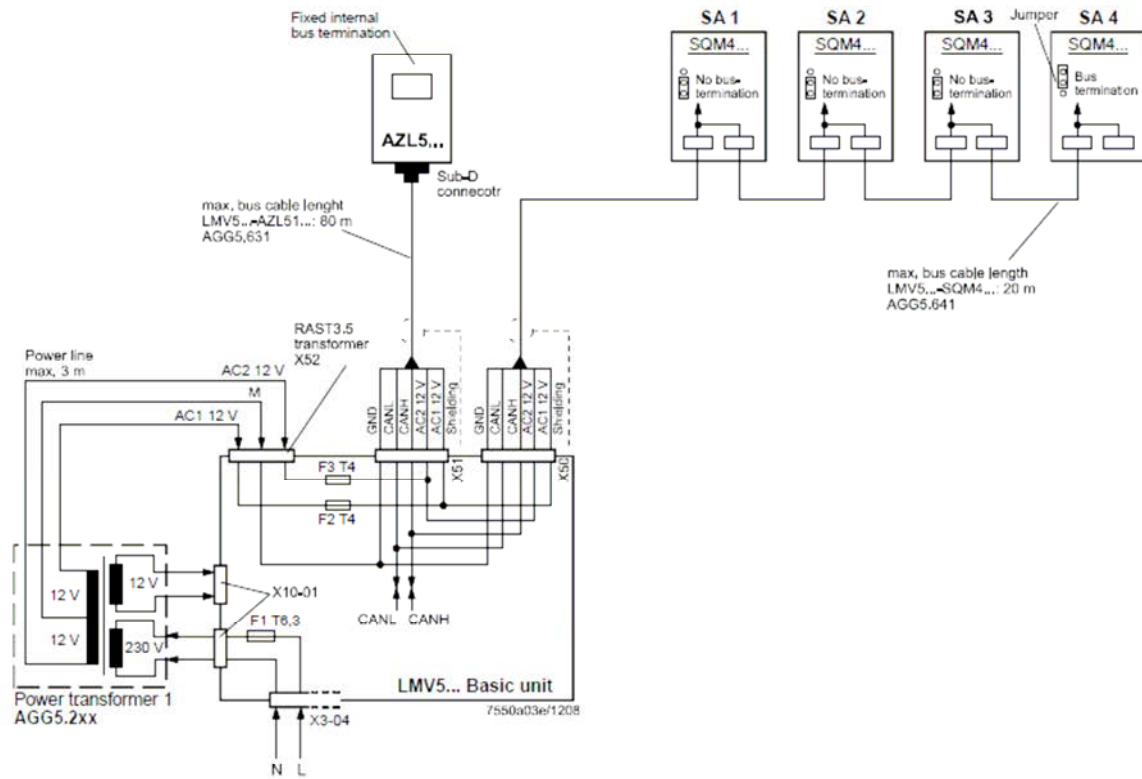 Fixed internal
bus termination
AZL5...
Sub-D
connecotr
max. bus cable lenght
LMV5...-AZL51...: 80 m
AGG5,631
SA 1
SQM4...
No bus-
termination
SA 2
SQM4...
No bus-
termination
SA 3
SQM4...
No bus-
termination
Jumper
SA 4
SQM4...
Bus
termination
max, bus cable length
LMV5...-SQM4...: 20 m
AGG5.641
RAST3.5
transformer
X52
Power line
max, 3 m
AC2 12 V
M
AC1 12 V
GND
CANL
CANH
AC2 12 V
AC1 12 V
Shielding
X51
GND
CANL
CANH
AC2 12 V
AC1 12 V
Shielding
X50
F3 T4
F2 T4
12 V
12 V
12 V
230 V
X10-01
F1 T6,3
CANL
CANH
LMV5... Basic unit
7550a03e/1208
Power transformer 1
AGG5.2xx
X3-04
N
L